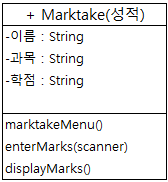 + Marktake(성적)
-이름 : String
-과목 : String
-학점 : String
marktakeMenu()
enterMarks(scanner)
displayMarks()